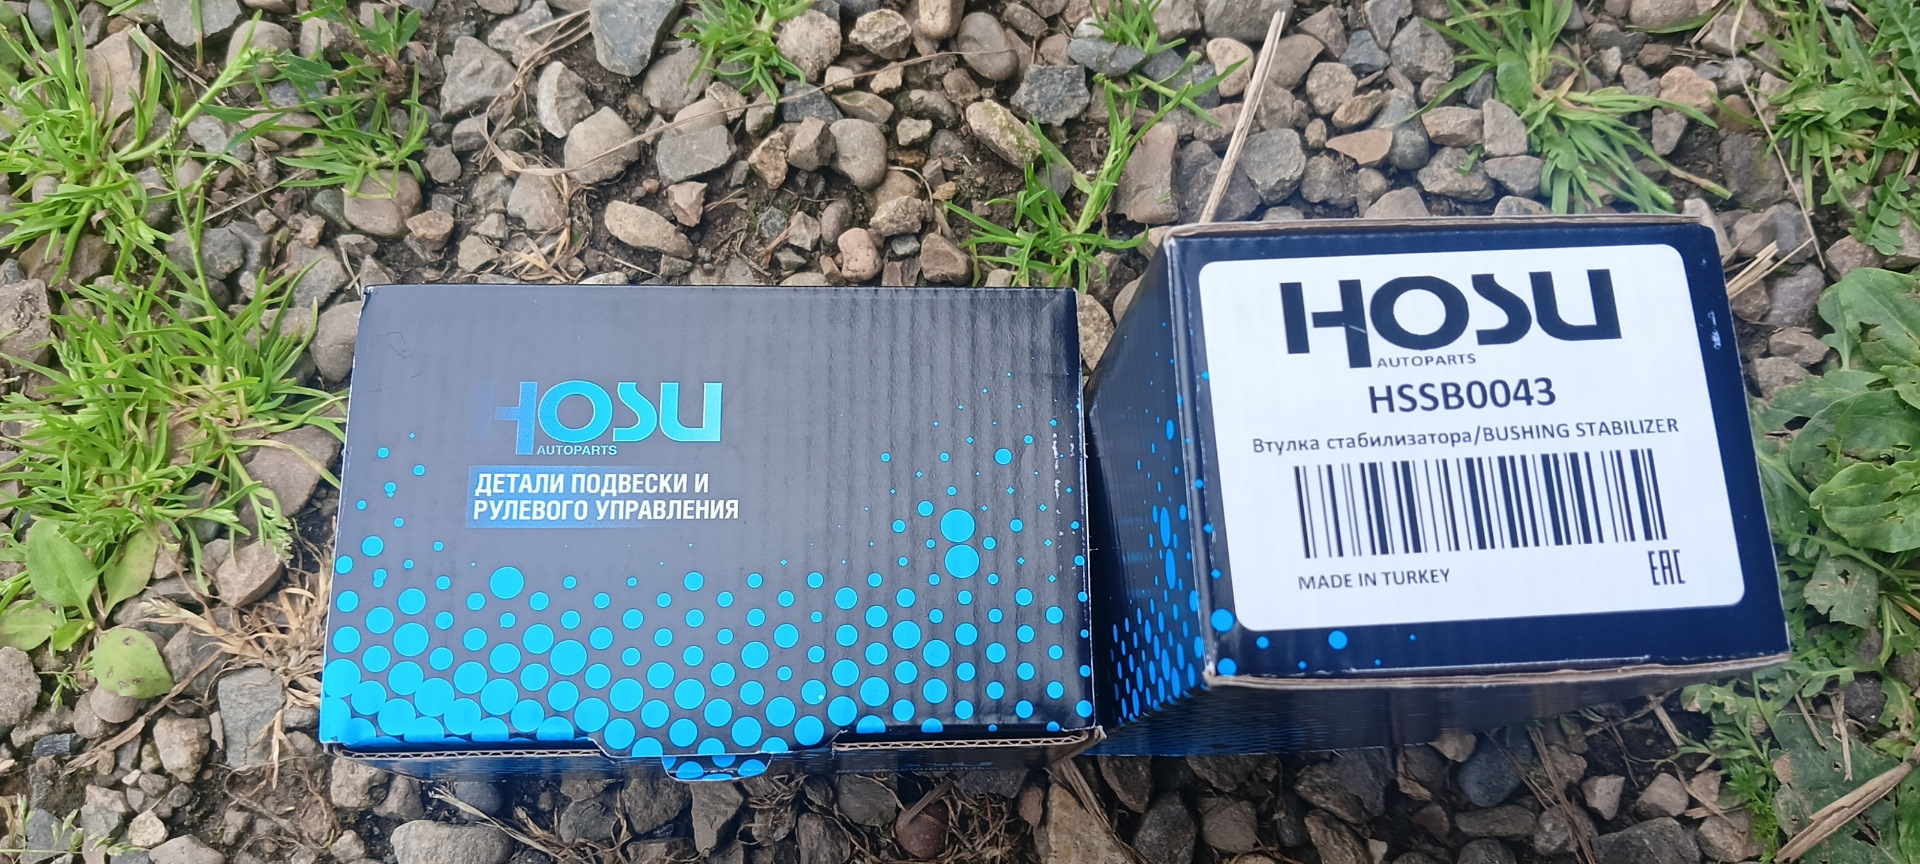 HOSU
AUTOPARTS
ДЕТАЛИ ПОДВЕСКИ И
РУЛЕВОГО УПРАВЛЕНИЯ
HOSU
AUTOPARTS
HSSB0043
Втулка стабилизатора/BUSHING STABILIZER
MADE IN TURKEY
EAC